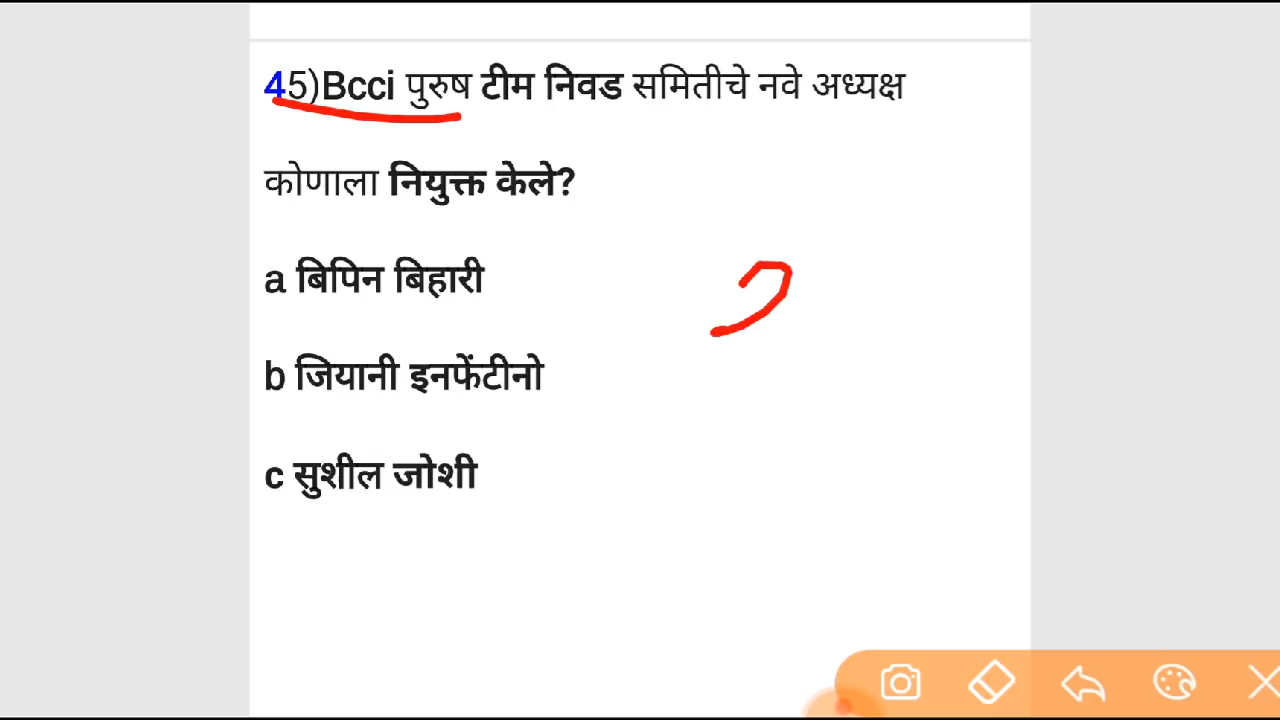 45)Bcci पुरुष टीम निवड समितीचे नवे अध्यक्ष
कोणाला नियुक्त केले?
a बिपिन बिहारी
b जियानी इनफेंटीनो
c सुशील जोशी